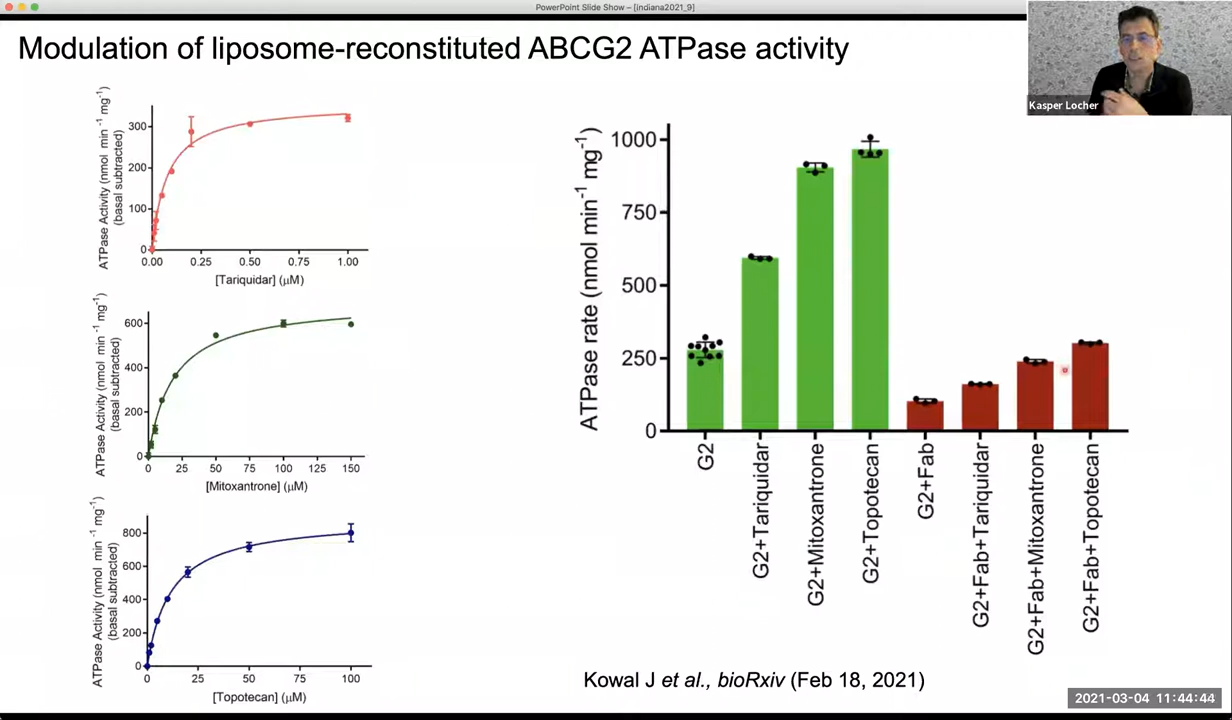 PowerPoint Slide Show – [indiana2021_9]
Modulation of liposome-reconstituted ABCG2 ATPase activity
Kasper Locher
ATPase Activity (nmol min⁻¹ mg⁻¹)
(basal subtracted)
300
200
100
0
0.00 0.25 0.50 0.75 1.00
[Tariquidar] (μM)
ATPase Activity (nmol min⁻¹ mg⁻¹)
(basal subtracted)
600
400
200
0
0 25 50 75 100 125 150
[Mitoxantrone] (μM)
ATPase Activity (nmol min⁻¹ mg⁻¹)
(basal subtracted)
800
600
400
200
0
0 25 50 75 100
[Topotecan] (μM)
ATPase rate (nmol min⁻¹ mg⁻¹)
1000
750
500
250
0
G2
G2+Tariquidar
G2+Mitoxantrone
G2+Topotecan
G2+Fab
G2+Fab+Tariquidar
G2+Fab+Mitoxantrone
G2+Fab+Topotecan
Kowal J et al., bioRxiv (Feb 18, 2021)
2021-03-04 11:44:44